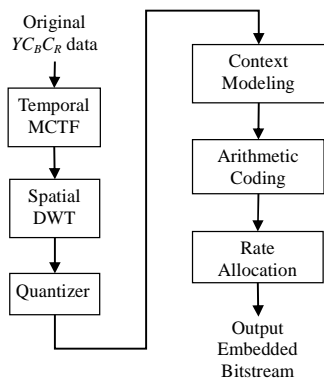 Original
YCBCR data
Temporal
MCTF
Spatial
DWT
Quantizer
Context
Modeling
Arithmetic
Coding
Rate
Allocation
Output
Embedded
Bitstream